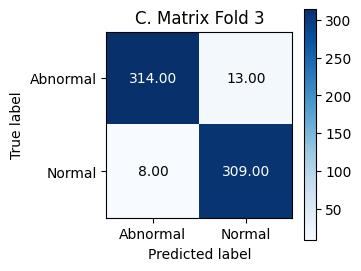 C. Matrix Fold 3
True label
Abnormal
314.00
13.00
Normal
8.00
309.00
Abnormal
Normal
Predicted label
300
250
200
150
100
50